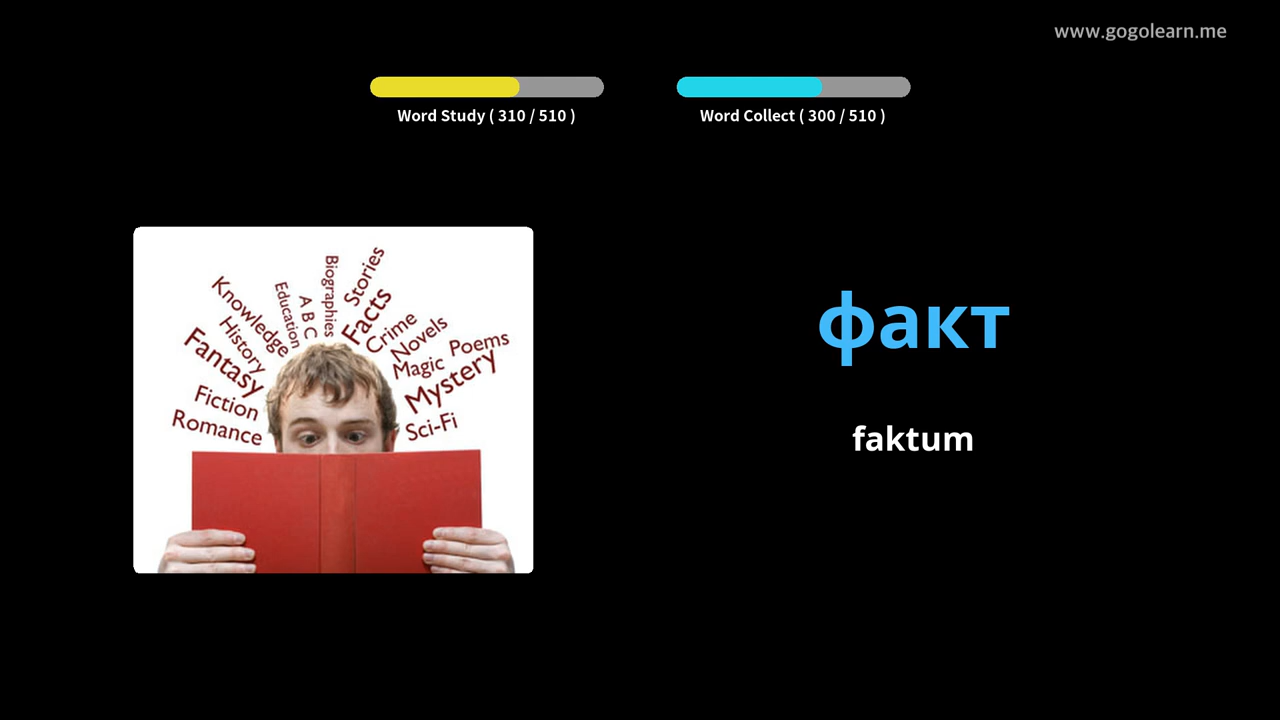 www.gogolearn.me
Word Study ( 310 / 510 )
Word Collect ( 300 / 510 )
Knowledge
History
Fantasy
Fiction
Romance
Education
A B C
Biographies
Stories
Facts
Crime
Novels
Magic
Poems
Mystery
Sci-Fi
факт
faktum